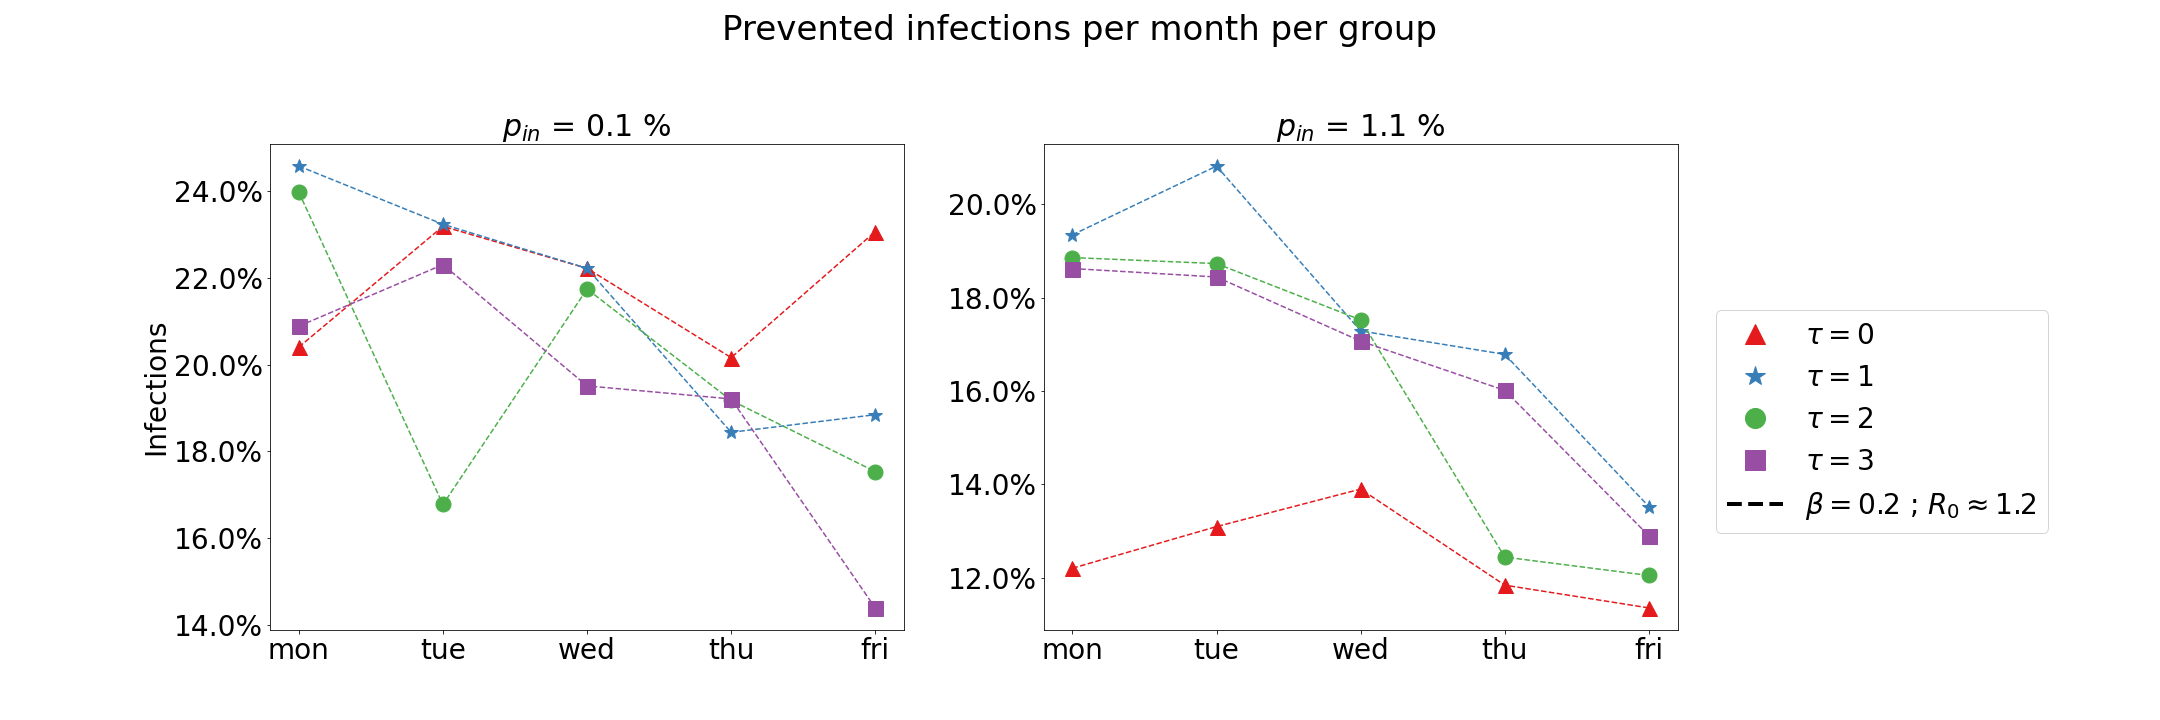 Prevented infections per month per group
p_in = 0.1 %
24.0%
22.0%
20.0%
18.0%
16.0%
14.0%
Infections
mon tue wed thu fri
p_in = 1.1 %
20.0%
18.0%
16.0%
14.0%
12.0%
mon tue wed thu fri
τ = 0
τ = 1
τ = 2
τ = 3
β = 0.2 ; R₀ ≈ 1.2